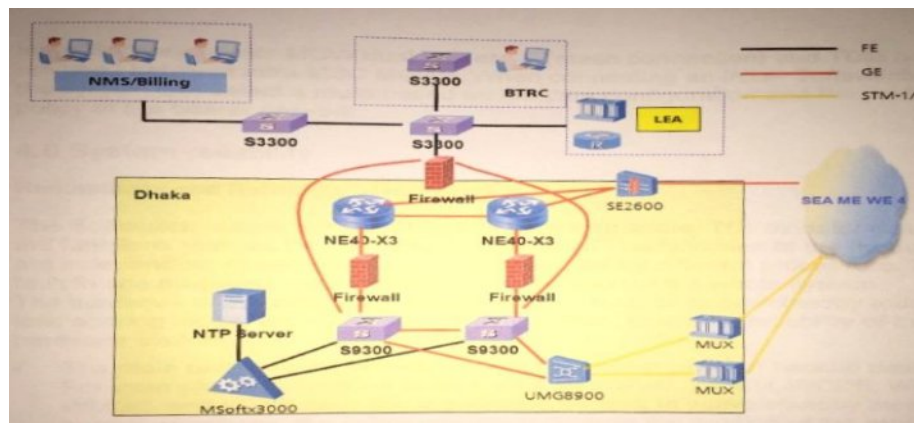 NMS/Billing
S3300
BTRC
FE
GE
STM-1/
S3300
S3300
LEA
R
Firewall
Dhaka
SE2600
SEA ME WE 4
NE40-X3
NE40-X3
Firewall
Firewall
NTP Server
S9300
S9300
MUX
MSoftx3000
UMG8900
MUX